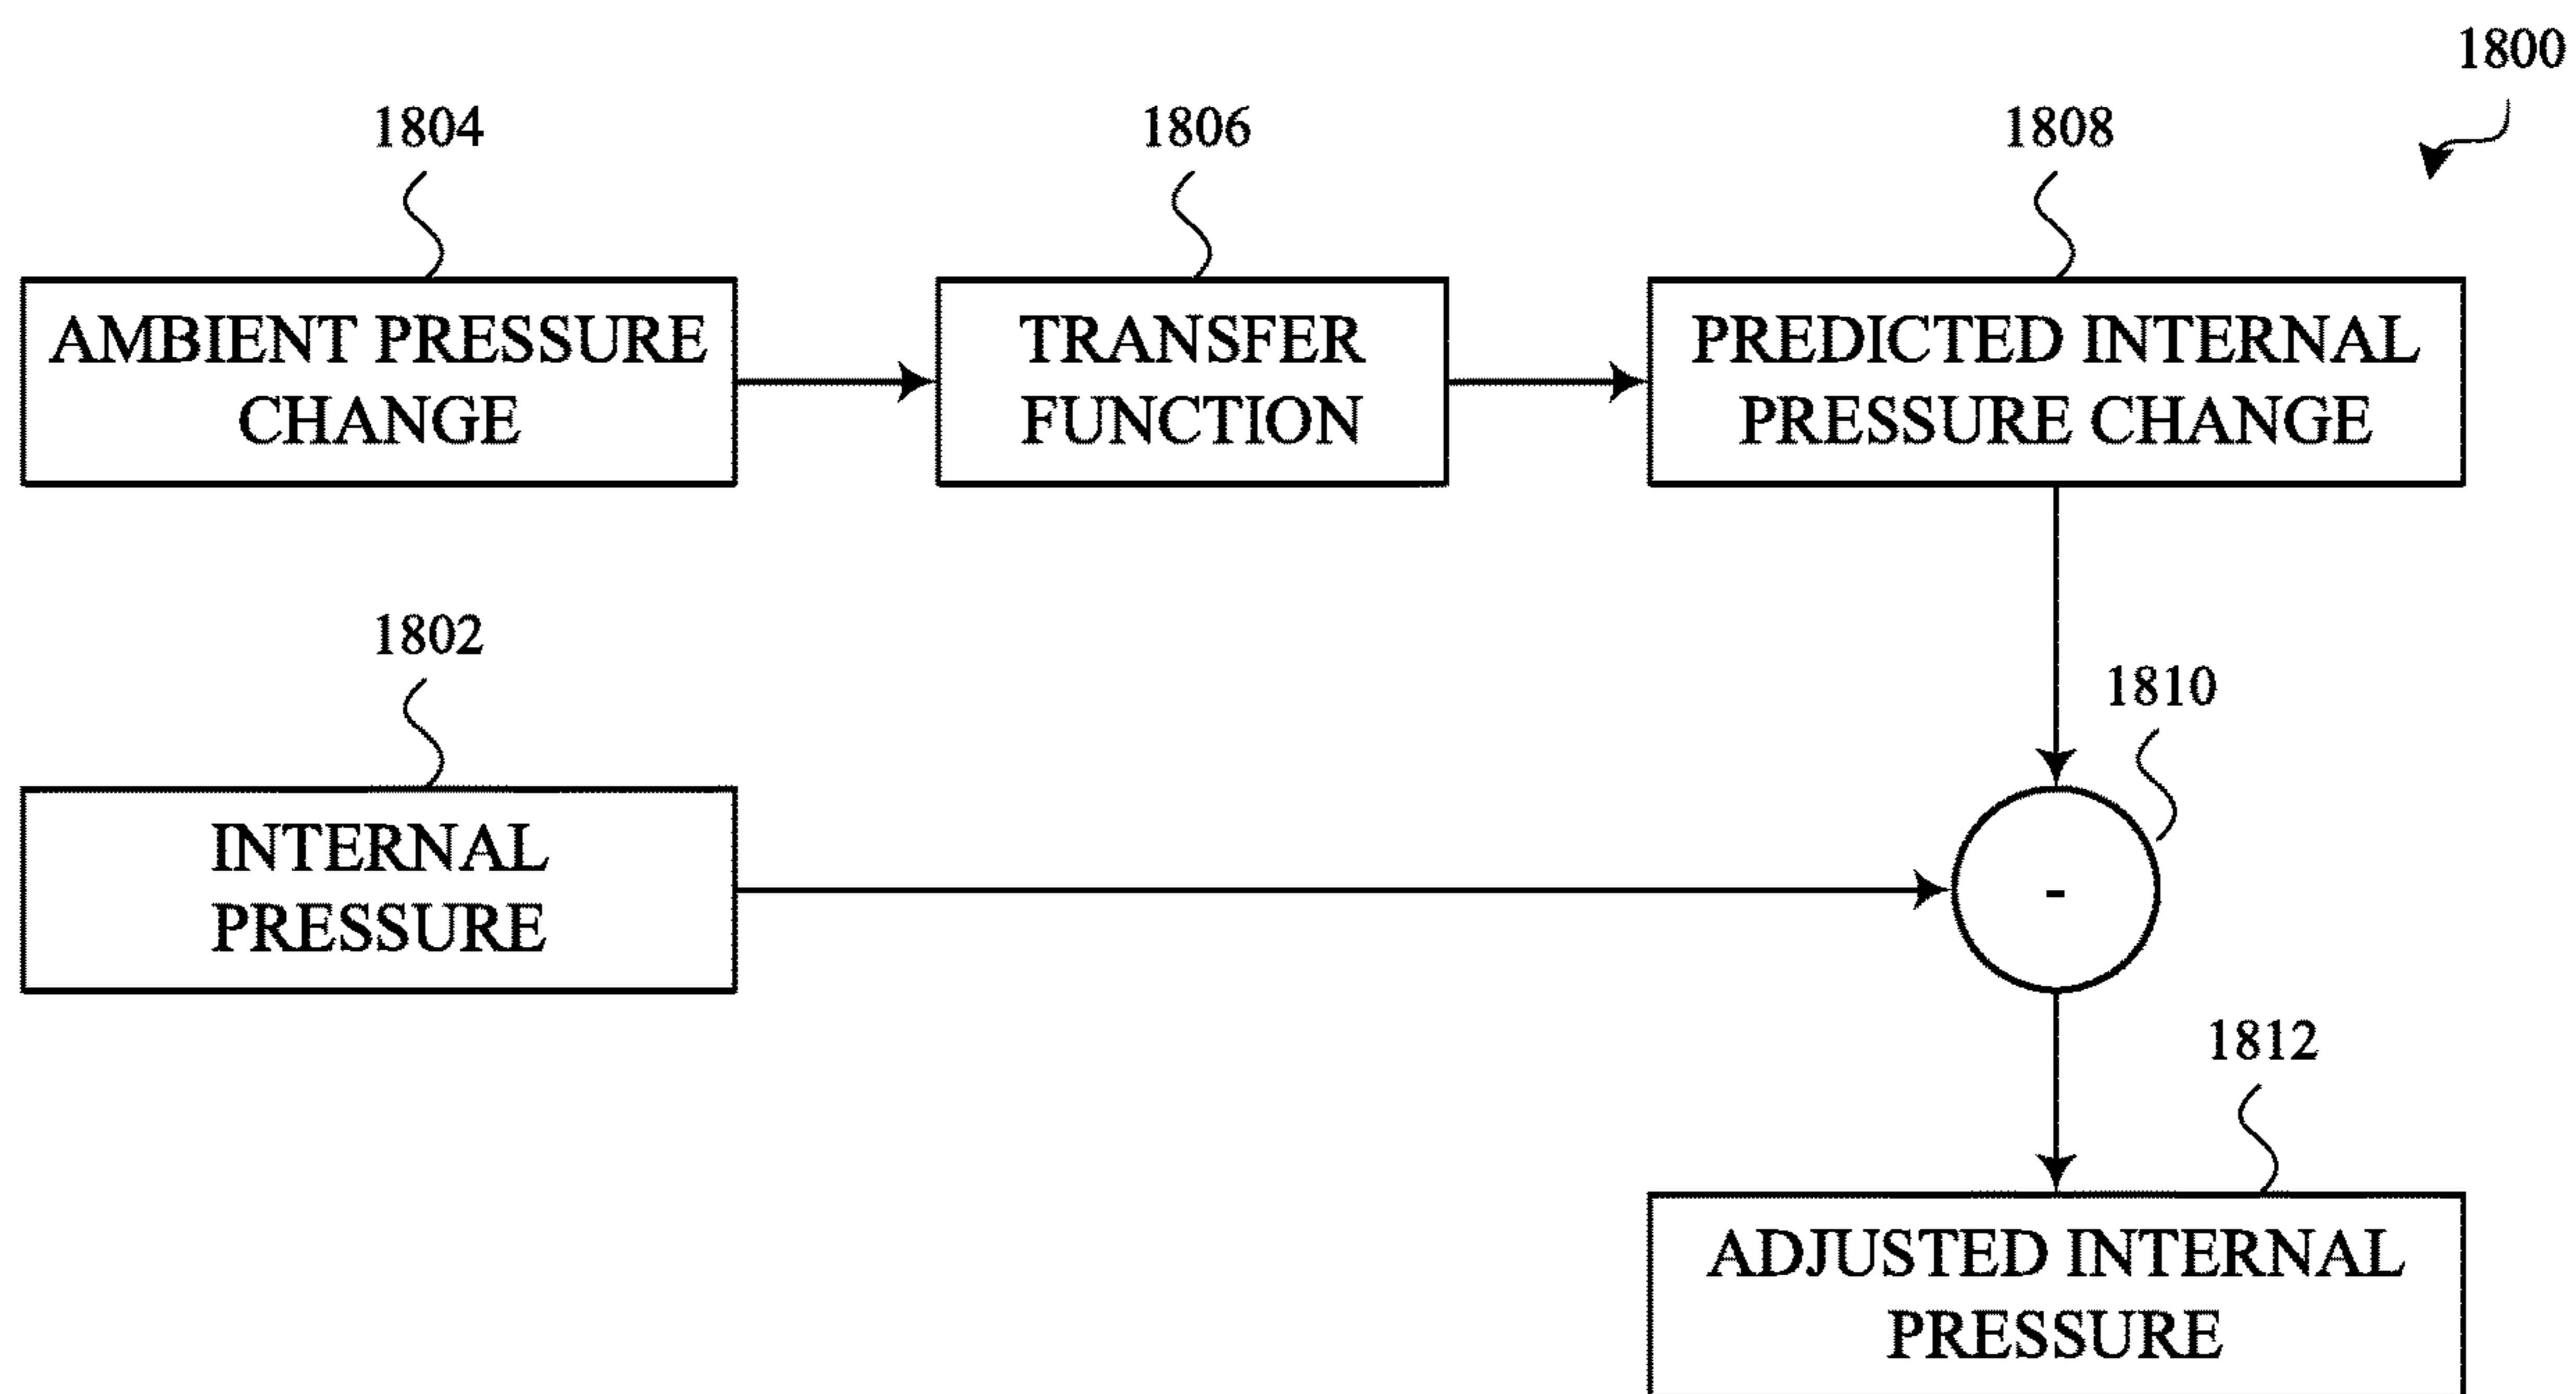 1800
1804
1806
1808
AMBIENT PRESSURE
CHANGE
TRANSFER
FUNCTION
PREDICTED INTERNAL
PRESSURE CHANGE
1802
1810
INTERNAL
PRESSURE
-
1812
ADJUSTED INTERNAL
PRESSURE